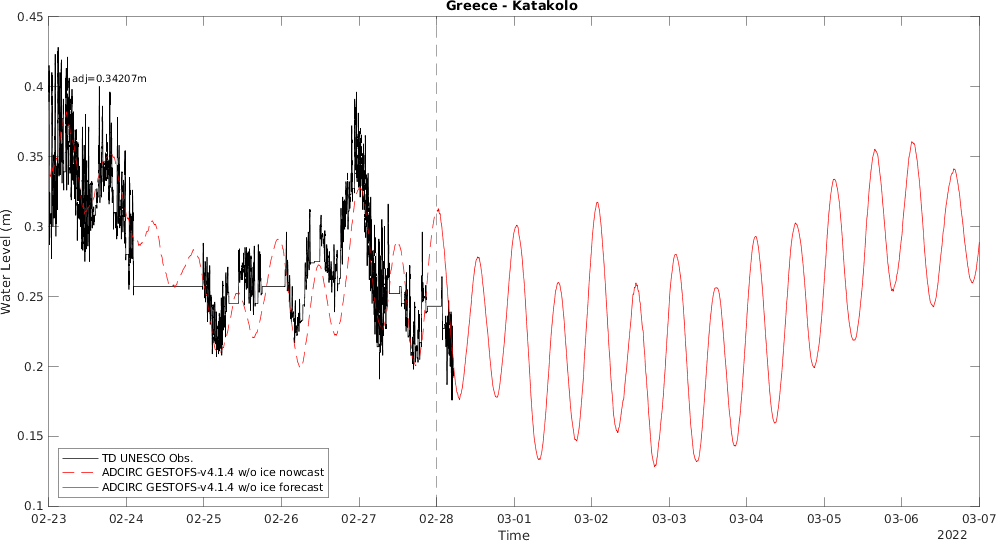 Greece - Katakolo
0.45
0.4
0.35
0.3
0.25
0.2
0.15
0.1
Water Level (m)
adj=0.34207m
TD UNESCO Obs.
ADCIRC GESTOFS-v4.1.4 w/o ice nowcast
ADCIRC GESTOFS-v4.1.4 w/o ice forecast
02-23 02-24 02-25 02-26 02-27 02-28 03-01 03-02 03-03 03-04 03-05 03-06 03-07
Time
2022